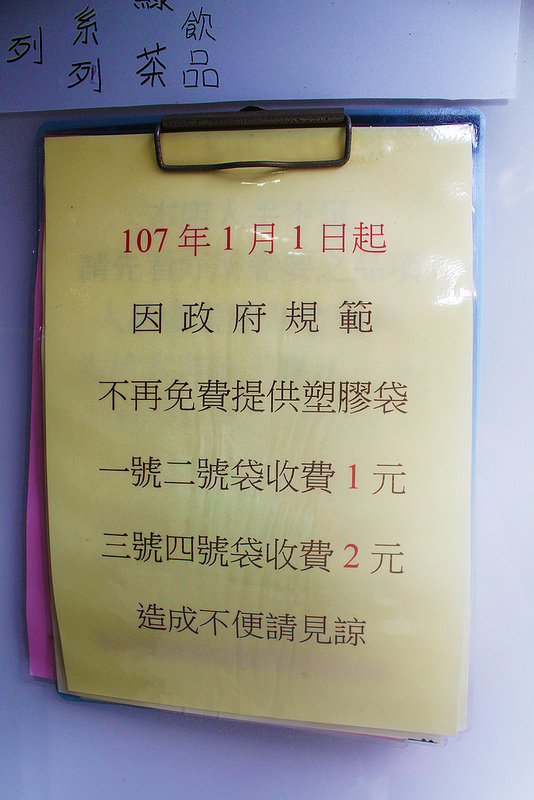 飲品
綠茶
系列
列
107年1月1日起
因政府規範
不再免費提供塑膠袋
一號二號袋收費1元
三號四號袋收費2元
造成不便請見諒